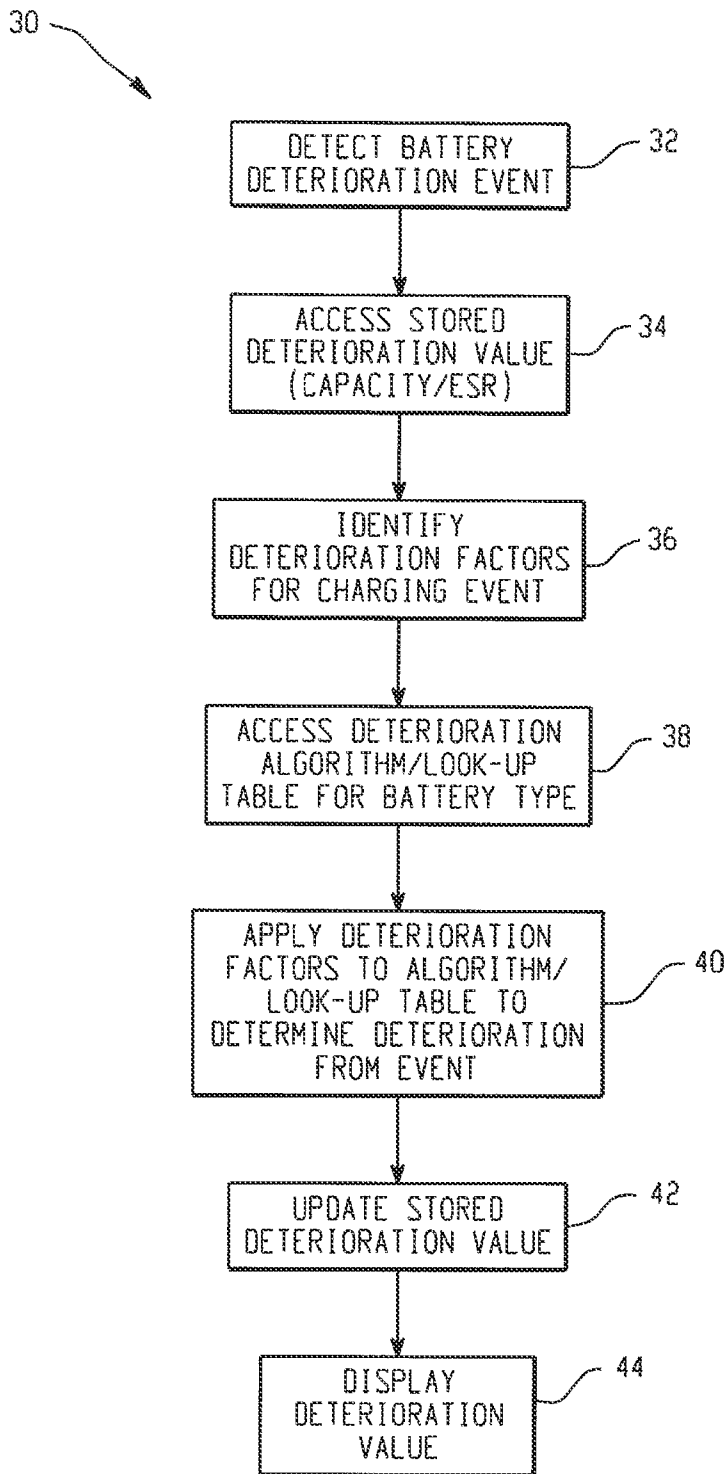 30
DETECT BATTERY
DETERIORATION EVENT
32
ACCESS STORED
DETERIORATION VALUE
(CAPACITY/ESR)
34
IDENTIFY
DETERIORATION FACTORS
FOR CHARGING EVENT
36
ACCESS DETERIORATION
ALGORITHM/LOOK-UP
TABLE FOR BATTERY TYPE
38
APPLY DETERIORATION
FACTORS TO ALGORITHM/
LOOK-UP TABLE TO
DETERMINE DETERIORATION
FROM EVENT
40
UPDATE STORED
DETERIORATION VALUE
42
DISPLAY
DETERIORATION
VALUE
44